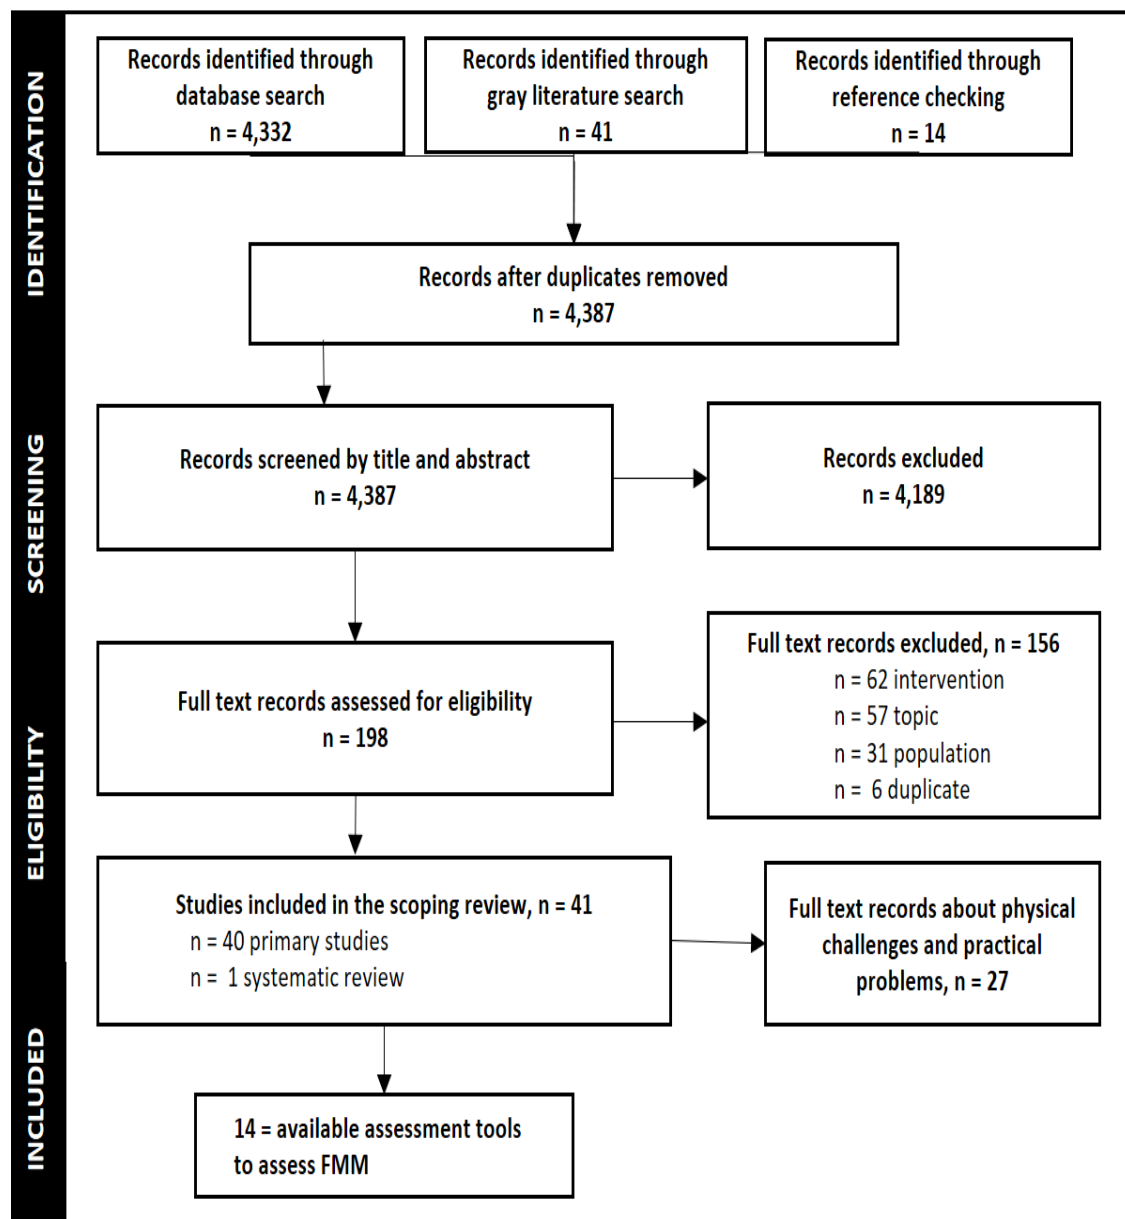 IDENTIFICATION
Records identified through
database search
n = 4,332
Records identified through
gray literature search
n = 41
Records identified through
reference checking
n = 14
Records after duplicates removed
n = 4,387
SCREENING
Records screened by title and abstract
n = 4,387
Records excluded
n = 4,189
ELIGIBILITY
Full text records assessed for eligibility
n = 198
Full text records excluded, n = 156
n = 62 intervention
n = 57 topic
n = 31 population
n = 6 duplicate
Studies included in the scoping review, n = 41
n = 40 primary studies
n = 1 systematic review
Full text records about physical
challenges and practical
problems, n = 27
INCLUDED
14 = available assessment tools
to assess FMM